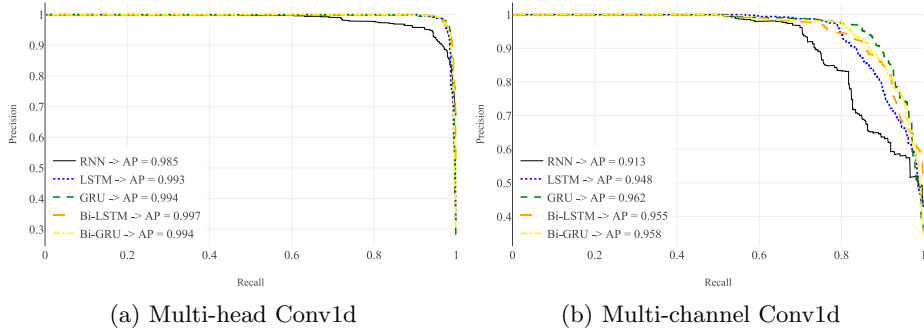 1
0.9
0.8
0.7
0.6
0.5
0.4
0.3
Precision
RNN -> AP = 0.985
LSTM -> AP = 0.993
GRU -> AP = 0.994
Bi-LSTM -> AP = 0.997
Bi-GRU -> AP = 0.994
0 0.2 0.4 0.6 0.8 1
Recall
(a) Multi-head Conv1d
1
0.9
0.8
0.7
0.6
0.5
0.4
Precision
RNN -> AP = 0.913
LSTM -> AP = 0.948
GRU -> AP = 0.962
Bi-LSTM -> AP = 0.955
Bi-GRU -> AP = 0.958
0 0.2 0.4 0.6 0.8 1
Recall
(b) Multi-channel Conv1d